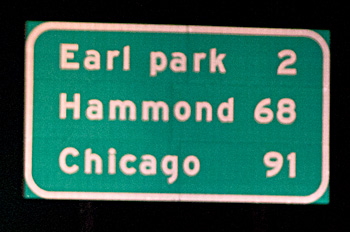 Earl park 2
Hammond 68
Chicago 91